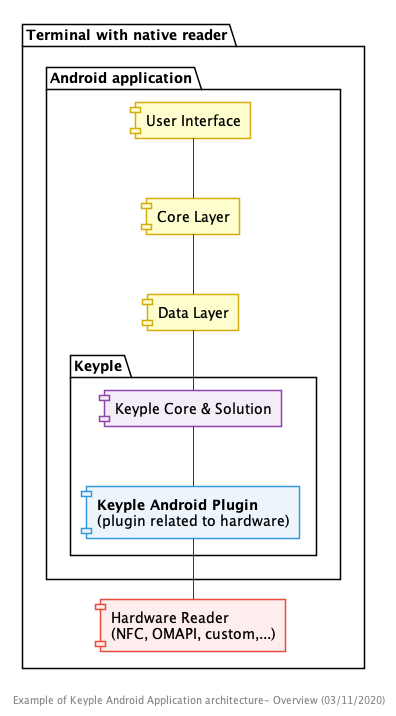 Terminal with native reader
Android application
User Interface
Core Layer
Data Layer
Keyple
Keyple Core & Solution
Keyple Android Plugin
(plugin related to hardware)
Hardware Reader
(NFC, OMAPI, custom,...)
Example of Keyple Android Application architecture- Overview (03/11/2020)